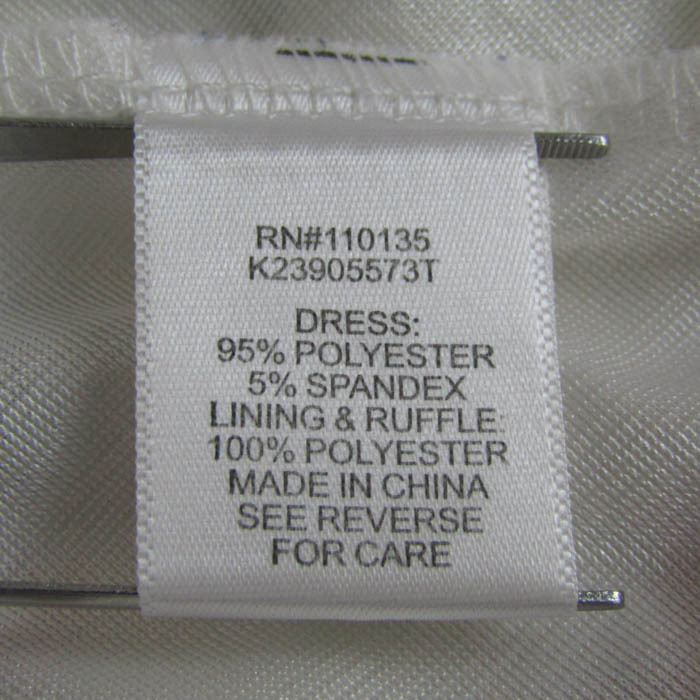 RN#110135
K23905573T
DRESS:
95% POLYESTER
5% SPANDEX
LINING & RUFFLE:
100% POLYESTER
MADE IN CHINA
SEE REVERSE
FOR CARE